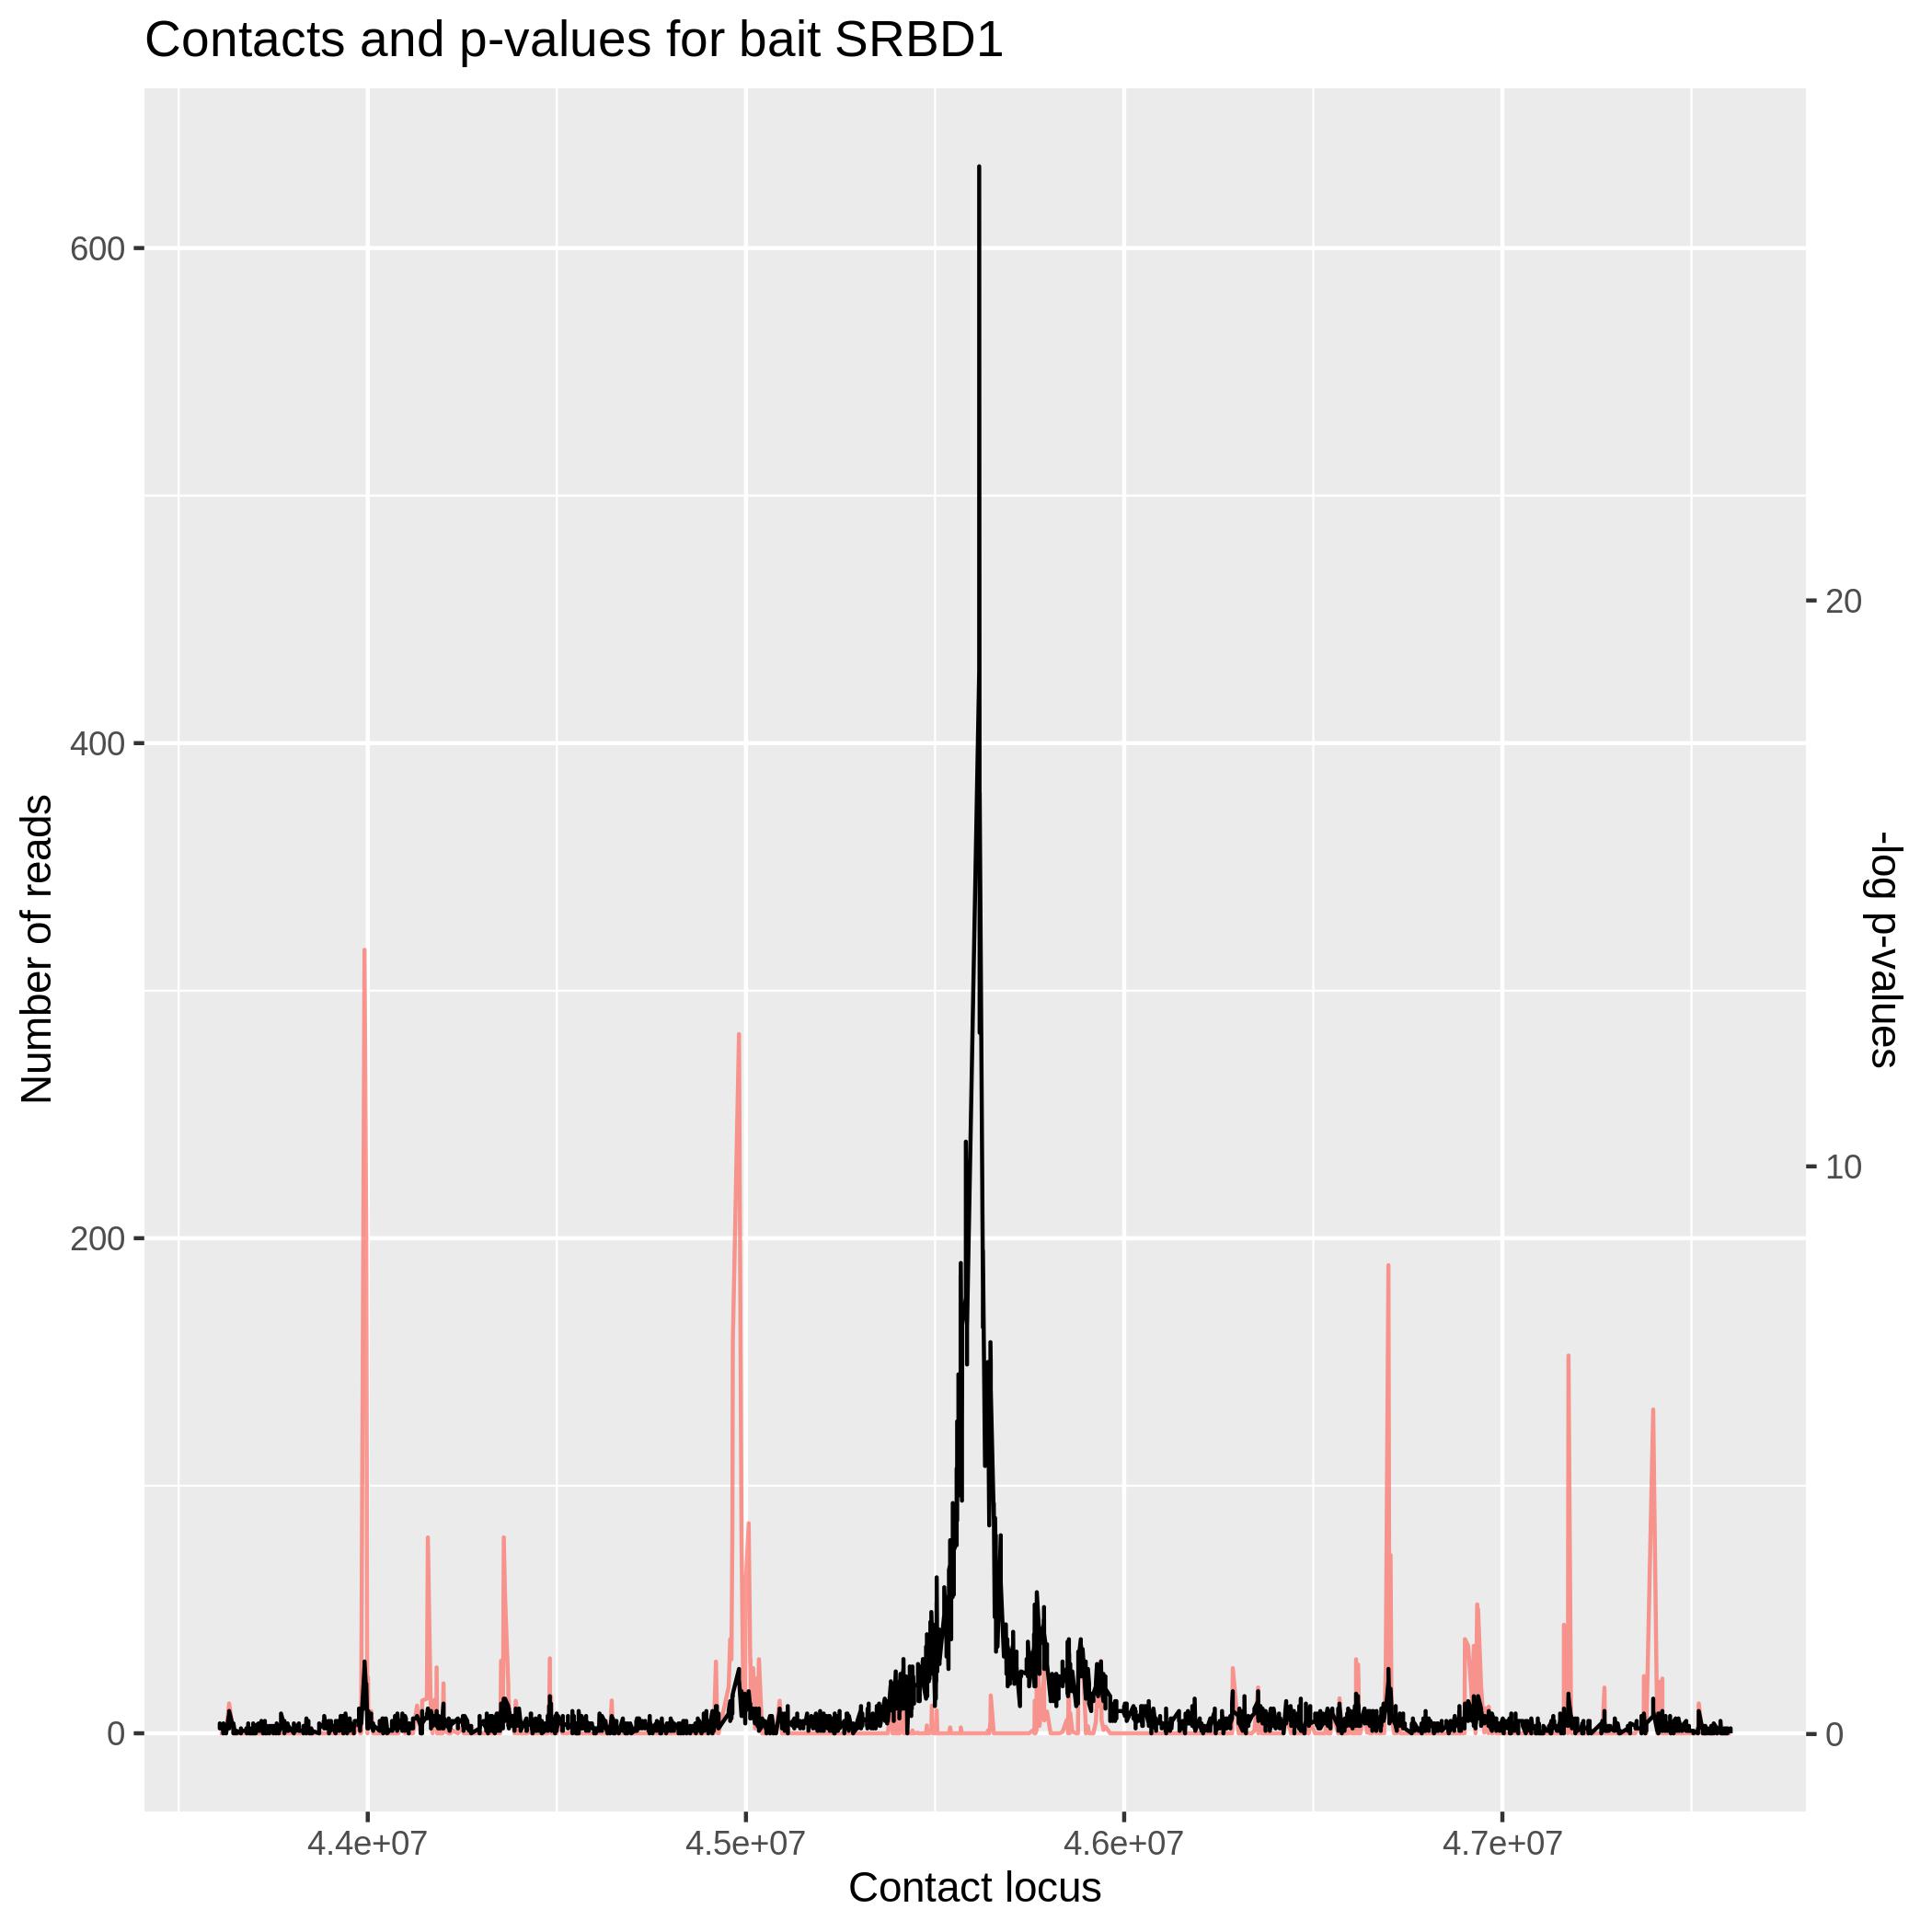 Contacts and p-values for bait SRBD1
Number of reads
600
400
200
0
20
10
0
-log p-values
4.4e+07
4.5e+07
4.6e+07
4.7e+07
Contact locus